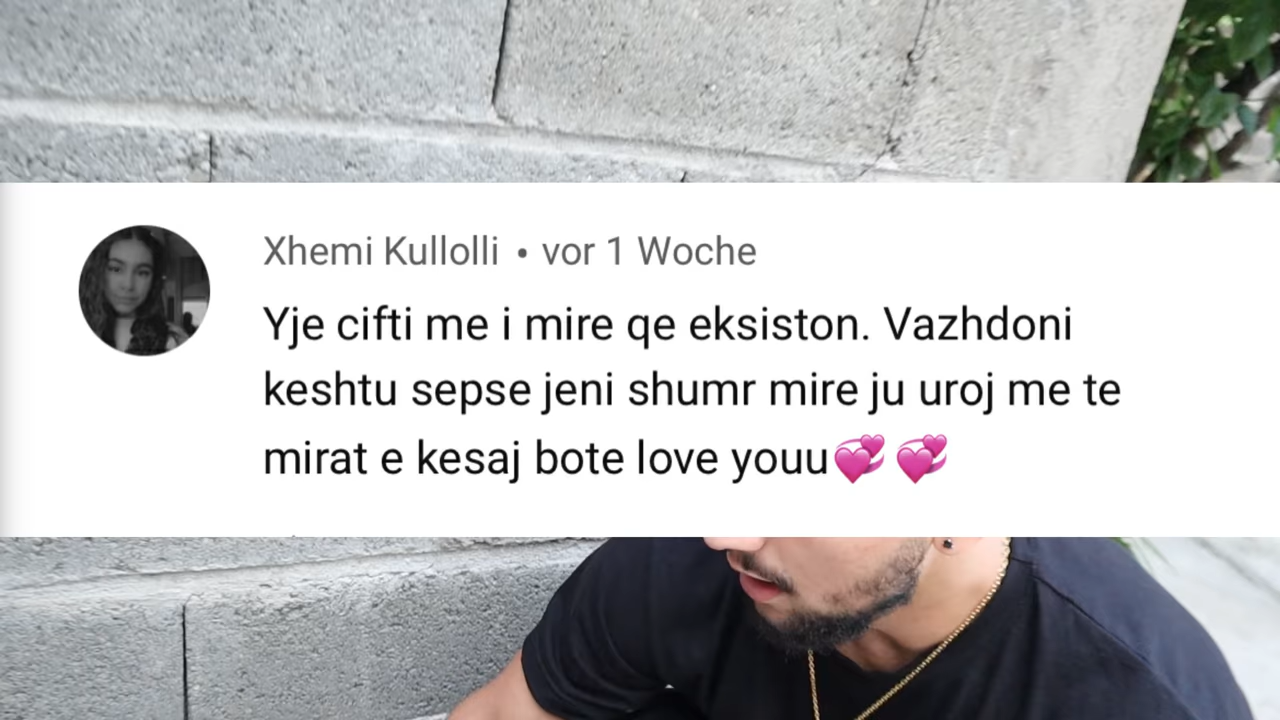 Xhemi Kullolli • vor 1 Woche
Yje cifti me i mire qe eksiston. Vazhdoni
keshtu sepse jeni shumr mire ju uroj me te
mirat e kesaj bote love youu💞 💞